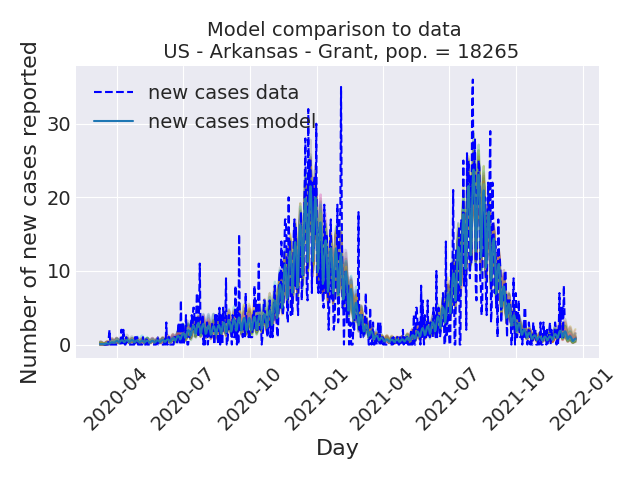 Model comparison to data
US - Arkansas - Grant, pop. = 18265
Number of new cases reported
30
20
10
0
new cases data
new cases model
2020-04
2020-07
2020-10
2021-01
2021-04
2021-07
2021-10
2022-01
Day